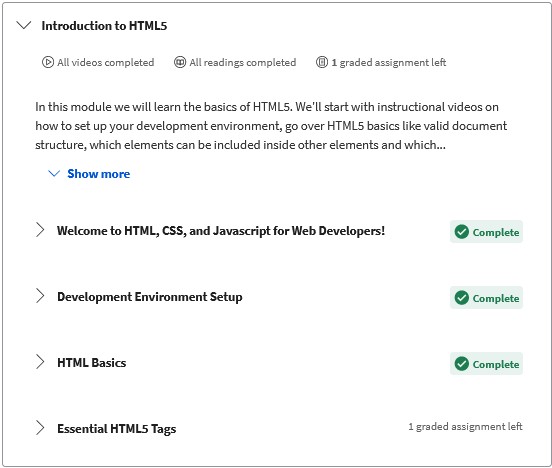 Introduction to HTML5
All videos completed All readings completed 1 graded assignment left
In this module we will learn the basics of HTML5. We'll start with instructional videos on
how to set up your development environment, go over HTML5 basics like valid document
structure, which elements can be included inside other elements and which...
Show more
Welcome to HTML, CSS, and Javascript for Web Developers! Complete
Development Environment Setup Complete
HTML Basics Complete
Essential HTML5 Tags 1 graded assignment left